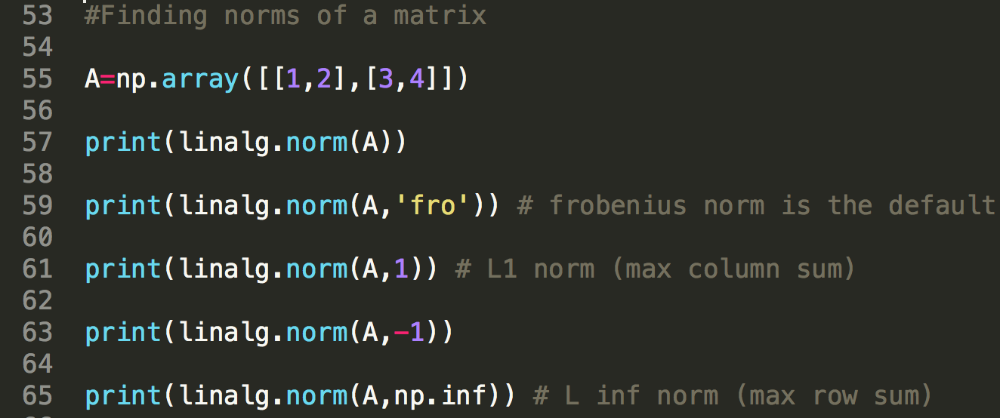 53 #Finding norms of a matrix
54
55 A=np.array([[1,2],[3,4]])
56
57 print(linalg.norm(A))
58
59 print(linalg.norm(A,'fro')) # frobenius norm is the default
60
61 print(linalg.norm(A,1)) # L1 norm (max column sum)
62
63 print(linalg.norm(A,-1))
64
65 print(linalg.norm(A,np.inf)) # L inf norm (max row sum)